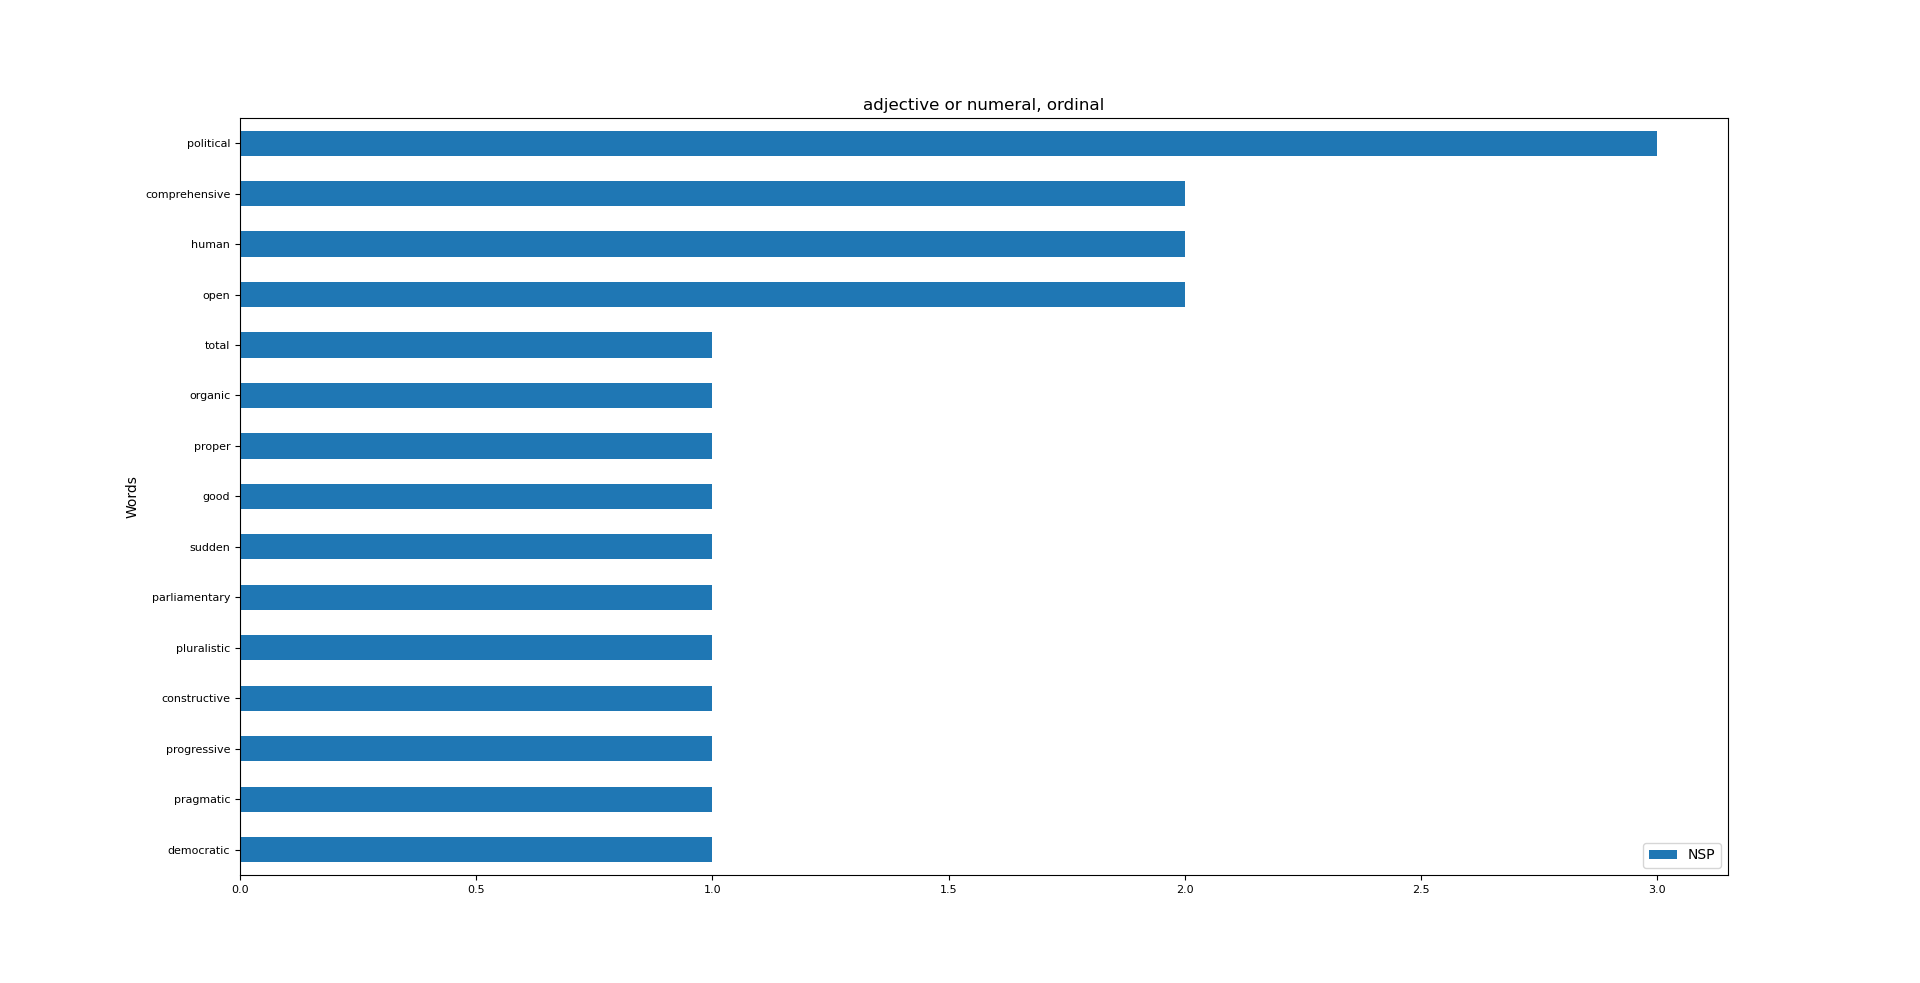 adjective or numeral, ordinal
political
comprehensive
human
open
total
organic
proper
good
sudden
parliamentary
pluralistic
constructive
progressive
pragmatic
democratic
Words
NSP
0.0 0.5 1.0 1.5 2.0 2.5 3.0